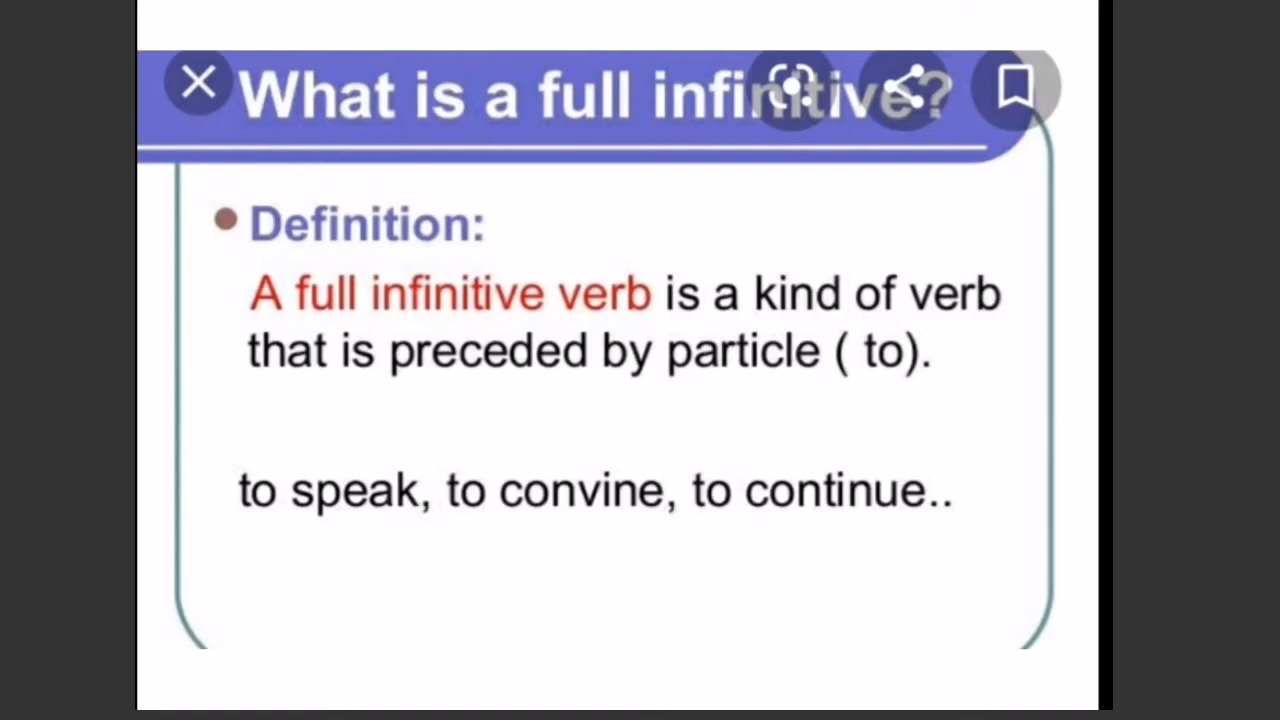 What is a full infinitive?
Definition:
A full infinitive verb is a kind of verb
that is preceded by particle ( to).
to speak, to convine, to continue..